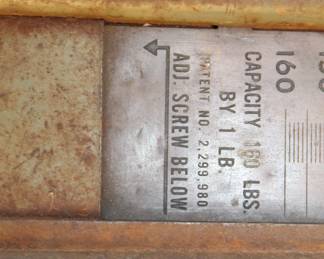 160
CAPACITY 160 LBS.
BY 1 LB.
PATENT NO. 2,299,980
ADJ. SCREW BELOW